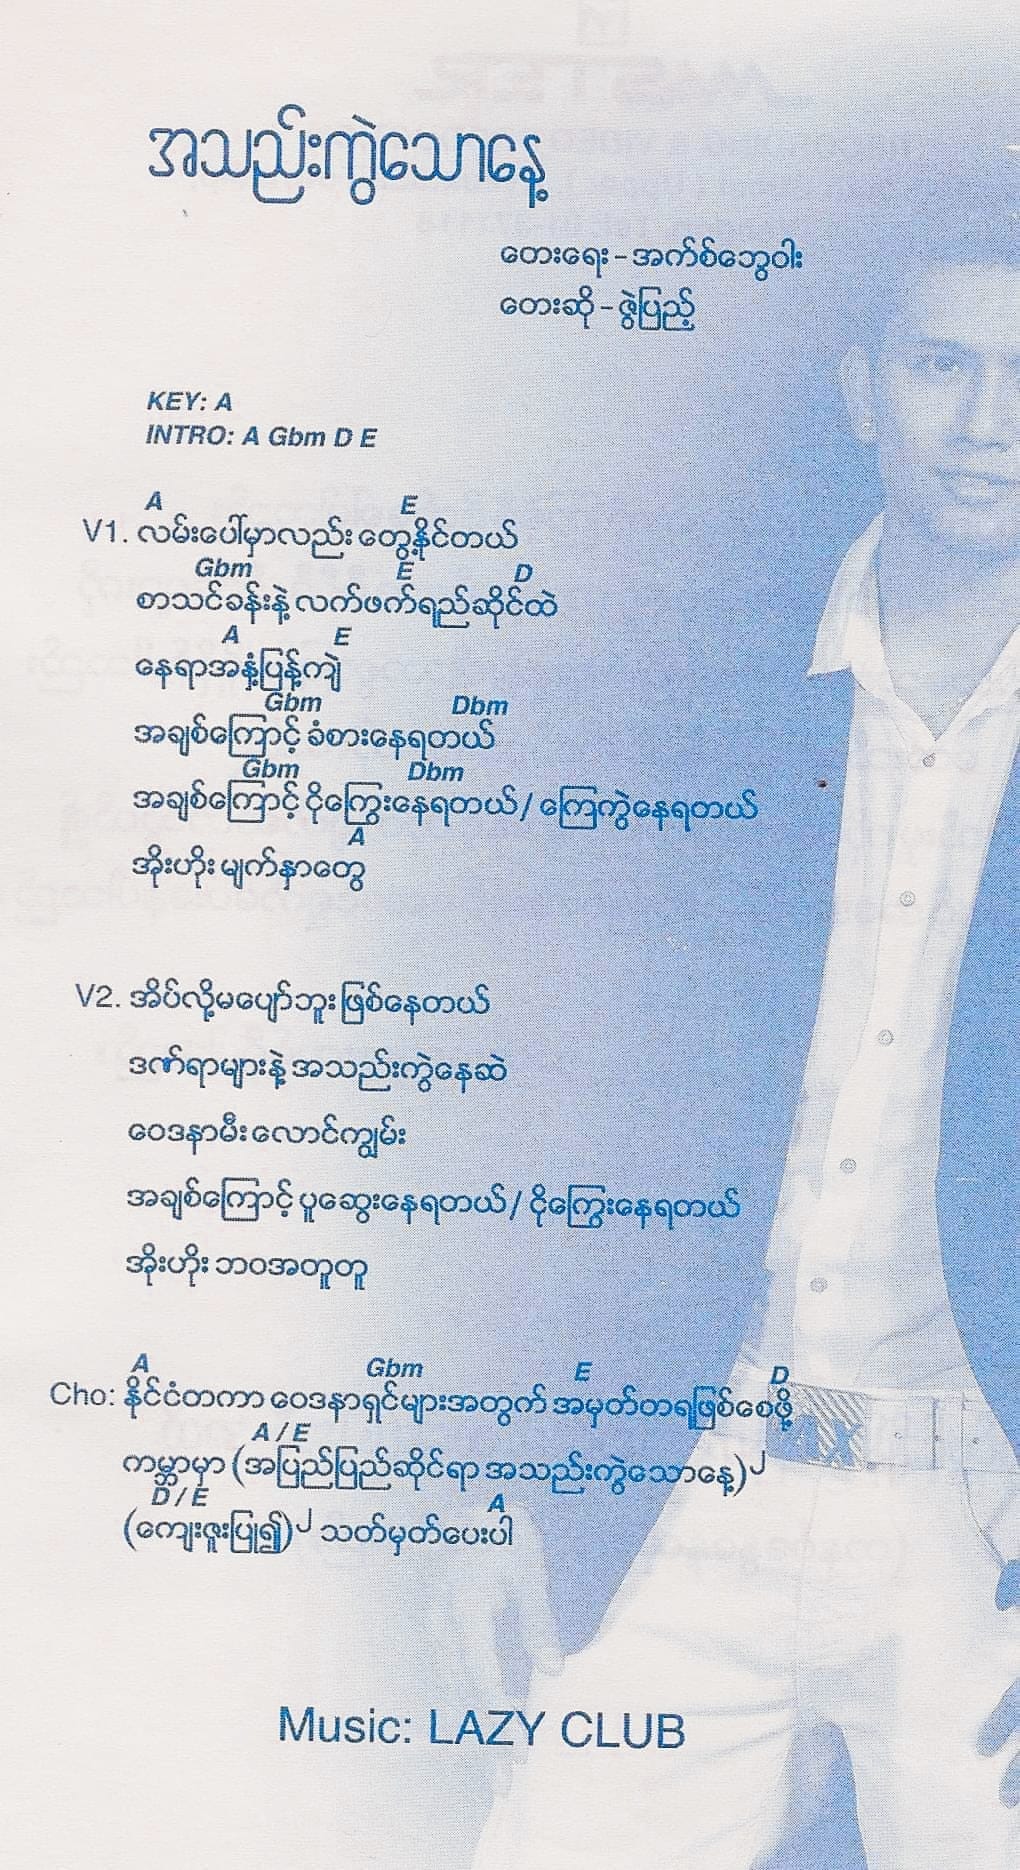 အသည်းကွဲသောနေ့
တေးရေး - အက်စ်ဘွေဝါး
တေးဆို - ဇွဲပြည့်
KEY: A
INTRO: A Gbm D E
A E
V1. လမ်းပေါ်မှာလည်း တွေ့နိုင်တယ်
Gbm E D
စာသင်ခန်းနဲ့ လက်ဖက်ရည်ဆိုင်ထဲ
A E
နေရာအနှံ့ပြန့်ကျဲ
Gbm Dbm
အချစ်ကြောင့် ခံစားနေရတယ်
Gbm Dbm
အချစ်ကြောင့် ငိုကြွေးနေရတယ် / ကြေကွဲနေရတယ်
A
အိုးဟိုး မျက်နှာတွေ
V2. အိပ်လို့မပျော်ဘူး ဖြစ်နေတယ်
ဒဏ်ရာများနဲ့ အသည်းကွဲနေဆဲ
ဝေဒနာမီး လောင်ကျွမ်း
အချစ်ကြောင့် ပူဆွေးနေရတယ် / ငိုကြွေးနေရတယ်
အိုးဟိုး ဘဝအတူတူ
A Gbm E D
Cho: နိုင်ငံတကာ ဝေဒနာရှင်များအတွက် အမှတ်တရဖြစ်စေဖို့
A / E
ကမ္ဘာမှာ (အပြည်ပြည်ဆိုင်ရာ အသည်းကွဲသောနေ့)၂
D / E A
(ကျေးဇူးပြု၍)၂ သတ်မှတ်ပေးပါ
Music: LAZY CLUB